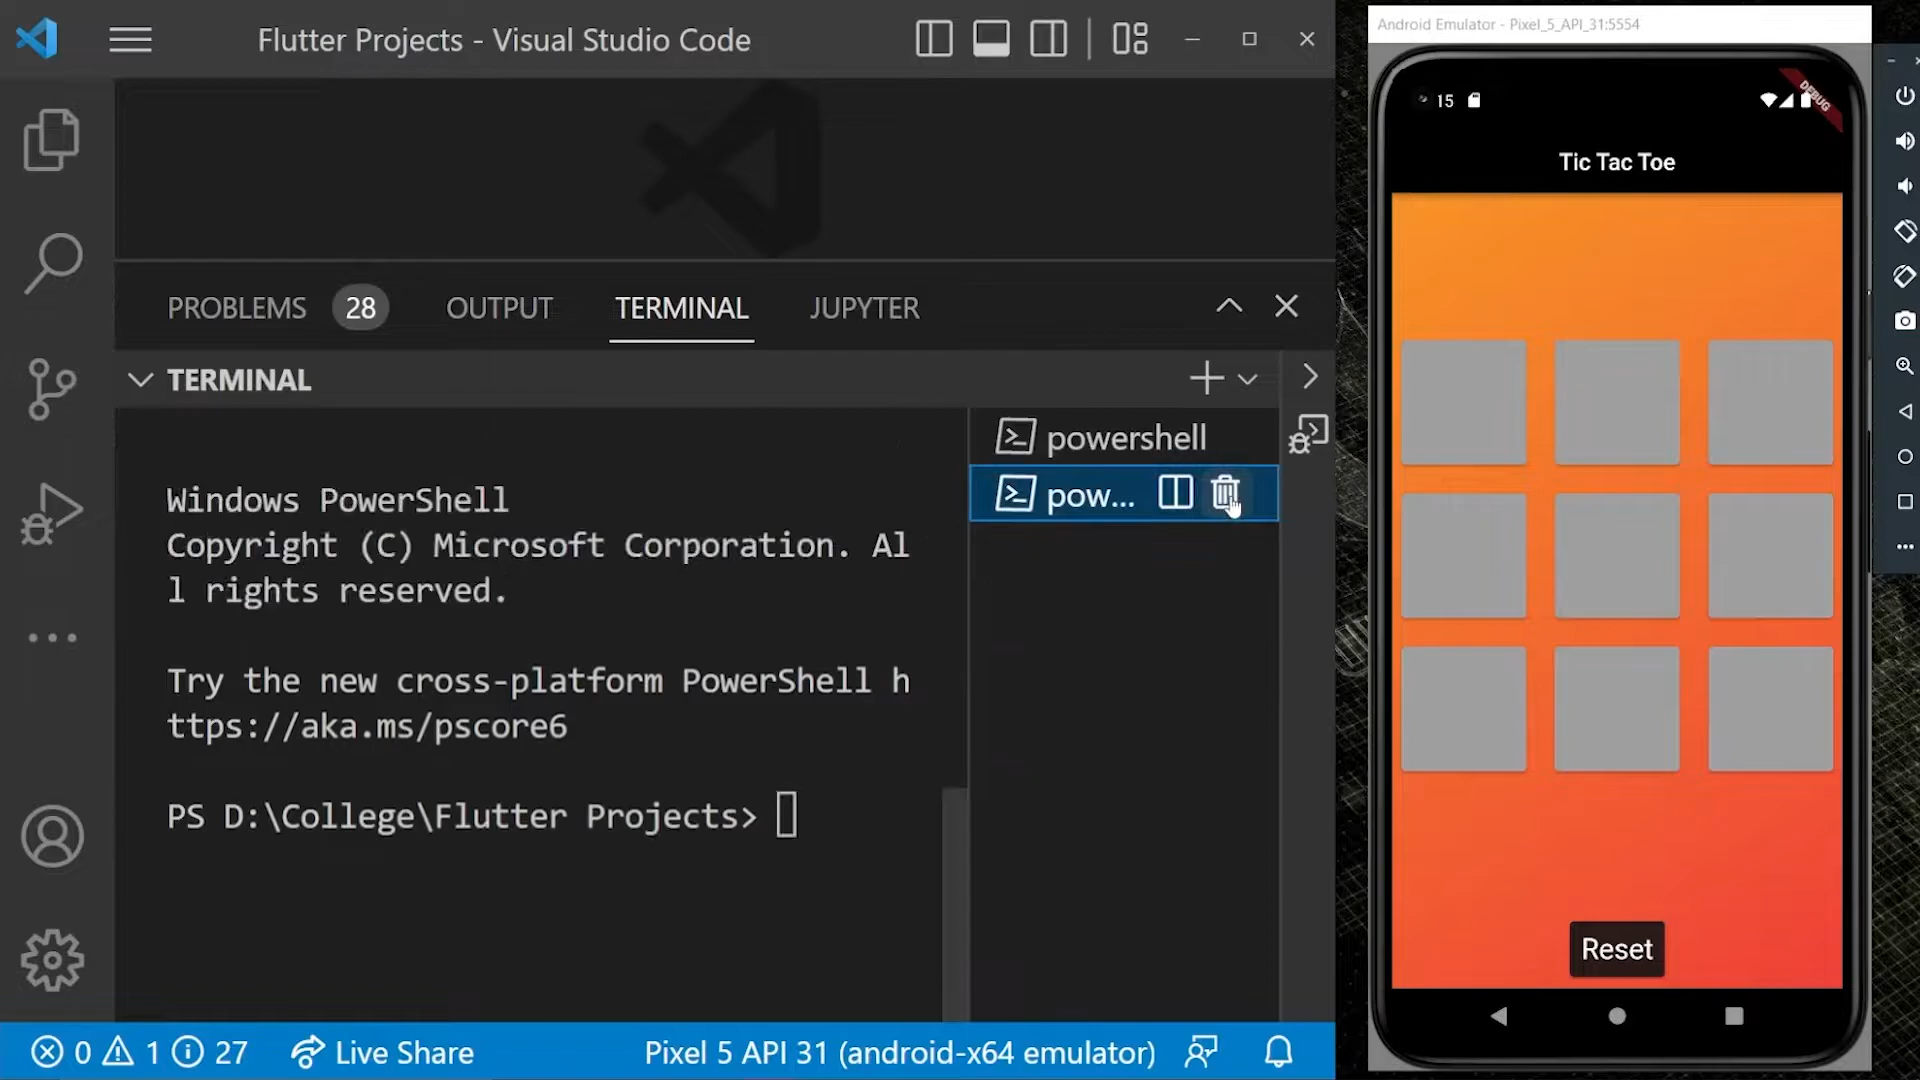 Flutter Projects - Visual Studio Code
PROBLEMS 28 OUTPUT TERMINAL JUPYTER
TERMINAL
powershell
pow...
Windows PowerShell
Copyright (C) Microsoft Corporation. Al
l rights reserved.
Try the new cross-platform PowerShell h
ttps://aka.ms/pscore6
PS D:\College\Flutter Projects>
0 1 27 Live Share Pixel 5 API 31 (android-x64 emulator)
Android Emulator - Pixel_5_API_31:5554
15
DEBUG
Tic Tac Toe
Reset